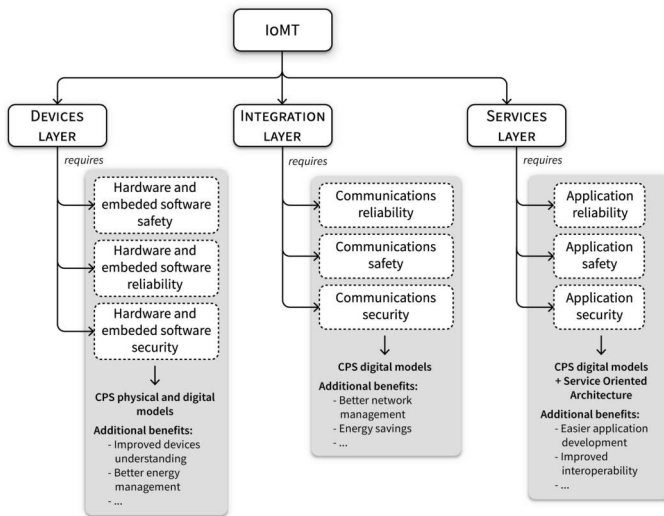 IoMT
DEVICES
LAYER
requires
Hardware and
embeded software
safety
Hardware and
embeded software
reliability
Hardware and
embeded software
security
CPS physical and digital
models
Additional benefits:
- Improved devices
understanding
- Better energy
management
- ...
INTEGRATION
LAYER
requires
Communications
reliability
Communications
safety
Communications
security
CPS digital models
Additional benefits:
- Better network
management
- Energy savings
- ...
SERVICES
LAYER
requires
Application
reliability
Application
safety
Application
security
CPS digital models
+ Service Oriented
Architecture
Additional benefits:
- Easier application
development
- Improved
interoperability
- ...